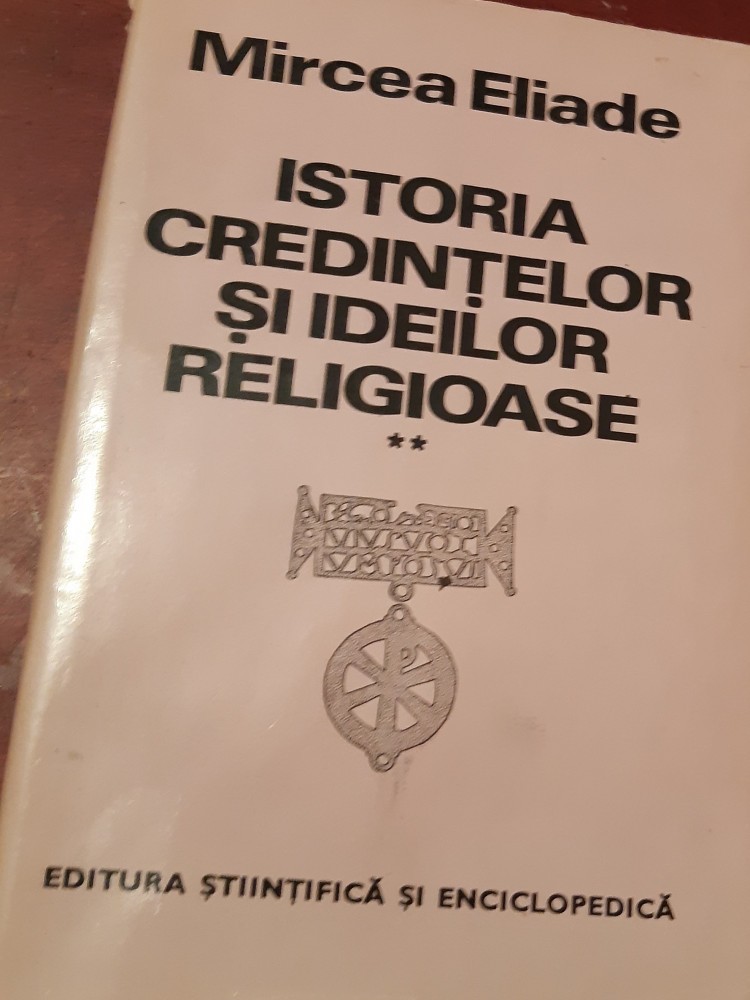 Mircea Eliade
ISTORIA
CREDINȚELOR
ȘI IDEILOR
RELIGIOASE
**
EDITURA ȘTIINȚIFICĂ ȘI ENCICLOPEDICĂ